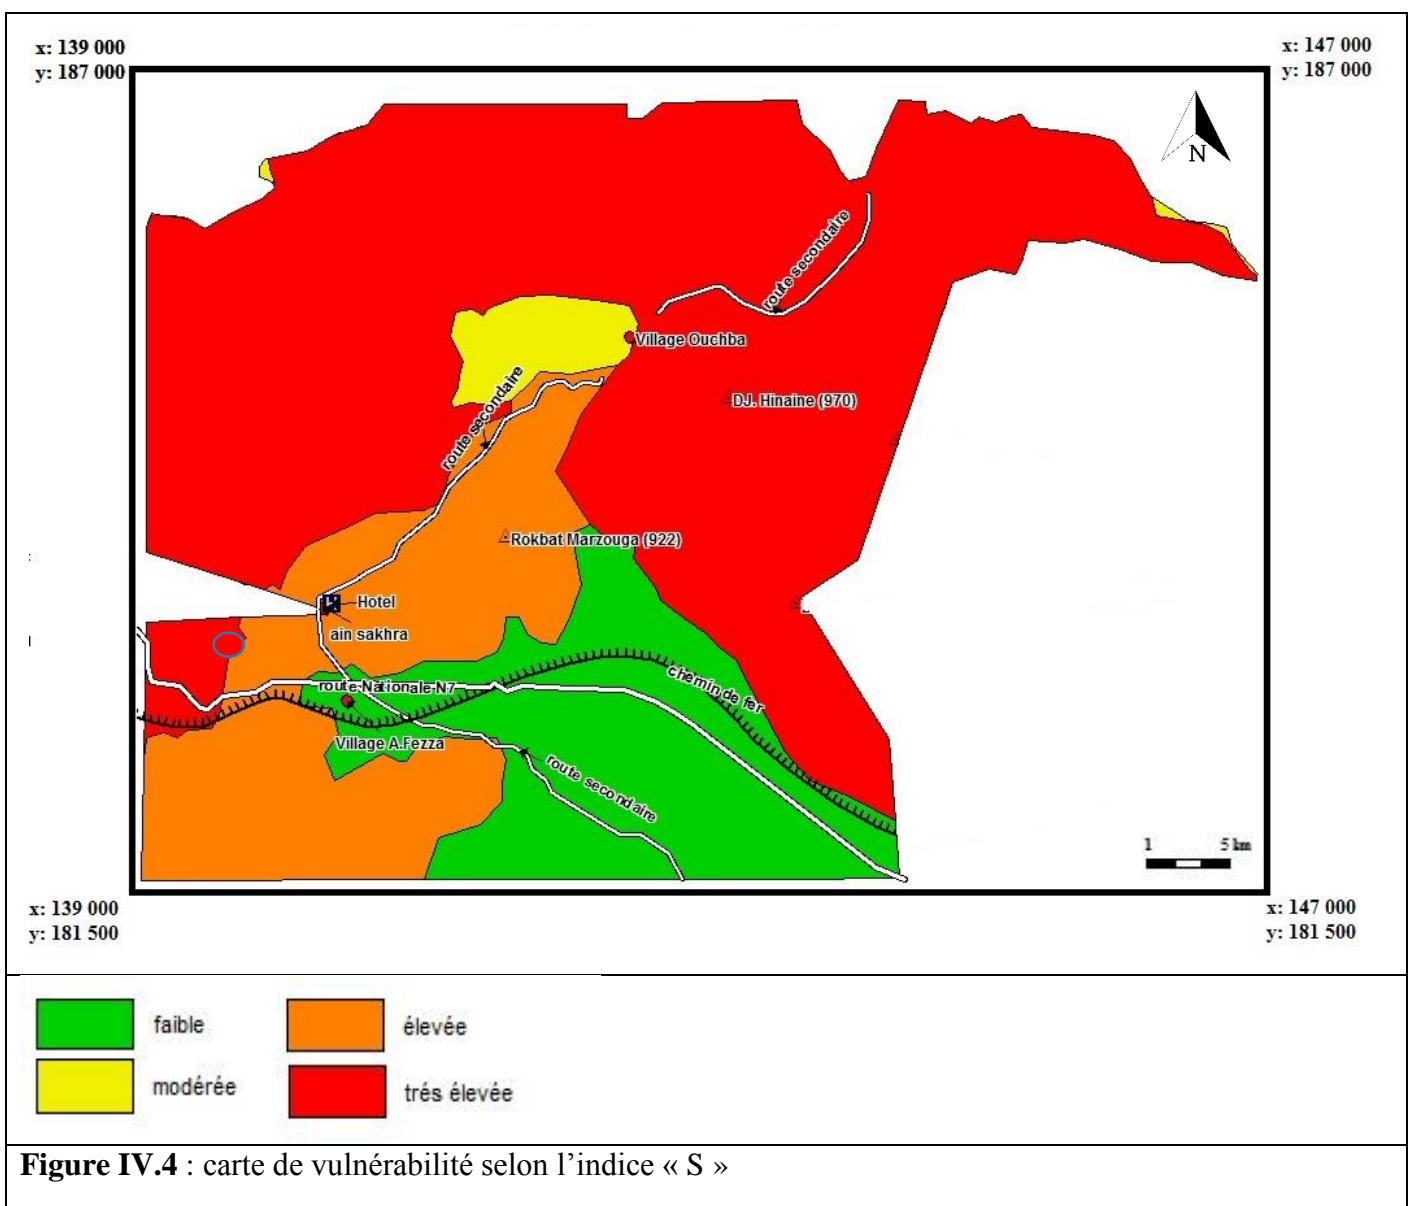 x: 139 000
y: 187 000
x: 147 000
y: 187 000
N
route secondaire
Village Ouchba
route secondaire
DJ. Hinaine (970)
Rokbat Marzouga (922)
Hotel
ain sakhra
route Nationale N7
chemin de fer
Village A.Fezza
route secondaire
1 5 km
x: 139 000
y: 181 500
x: 147 000
y: 181 500
faible
élevée
modérée
trés élevée
Figure IV.4 : carte de vulnérabilité selon l’indice « S »